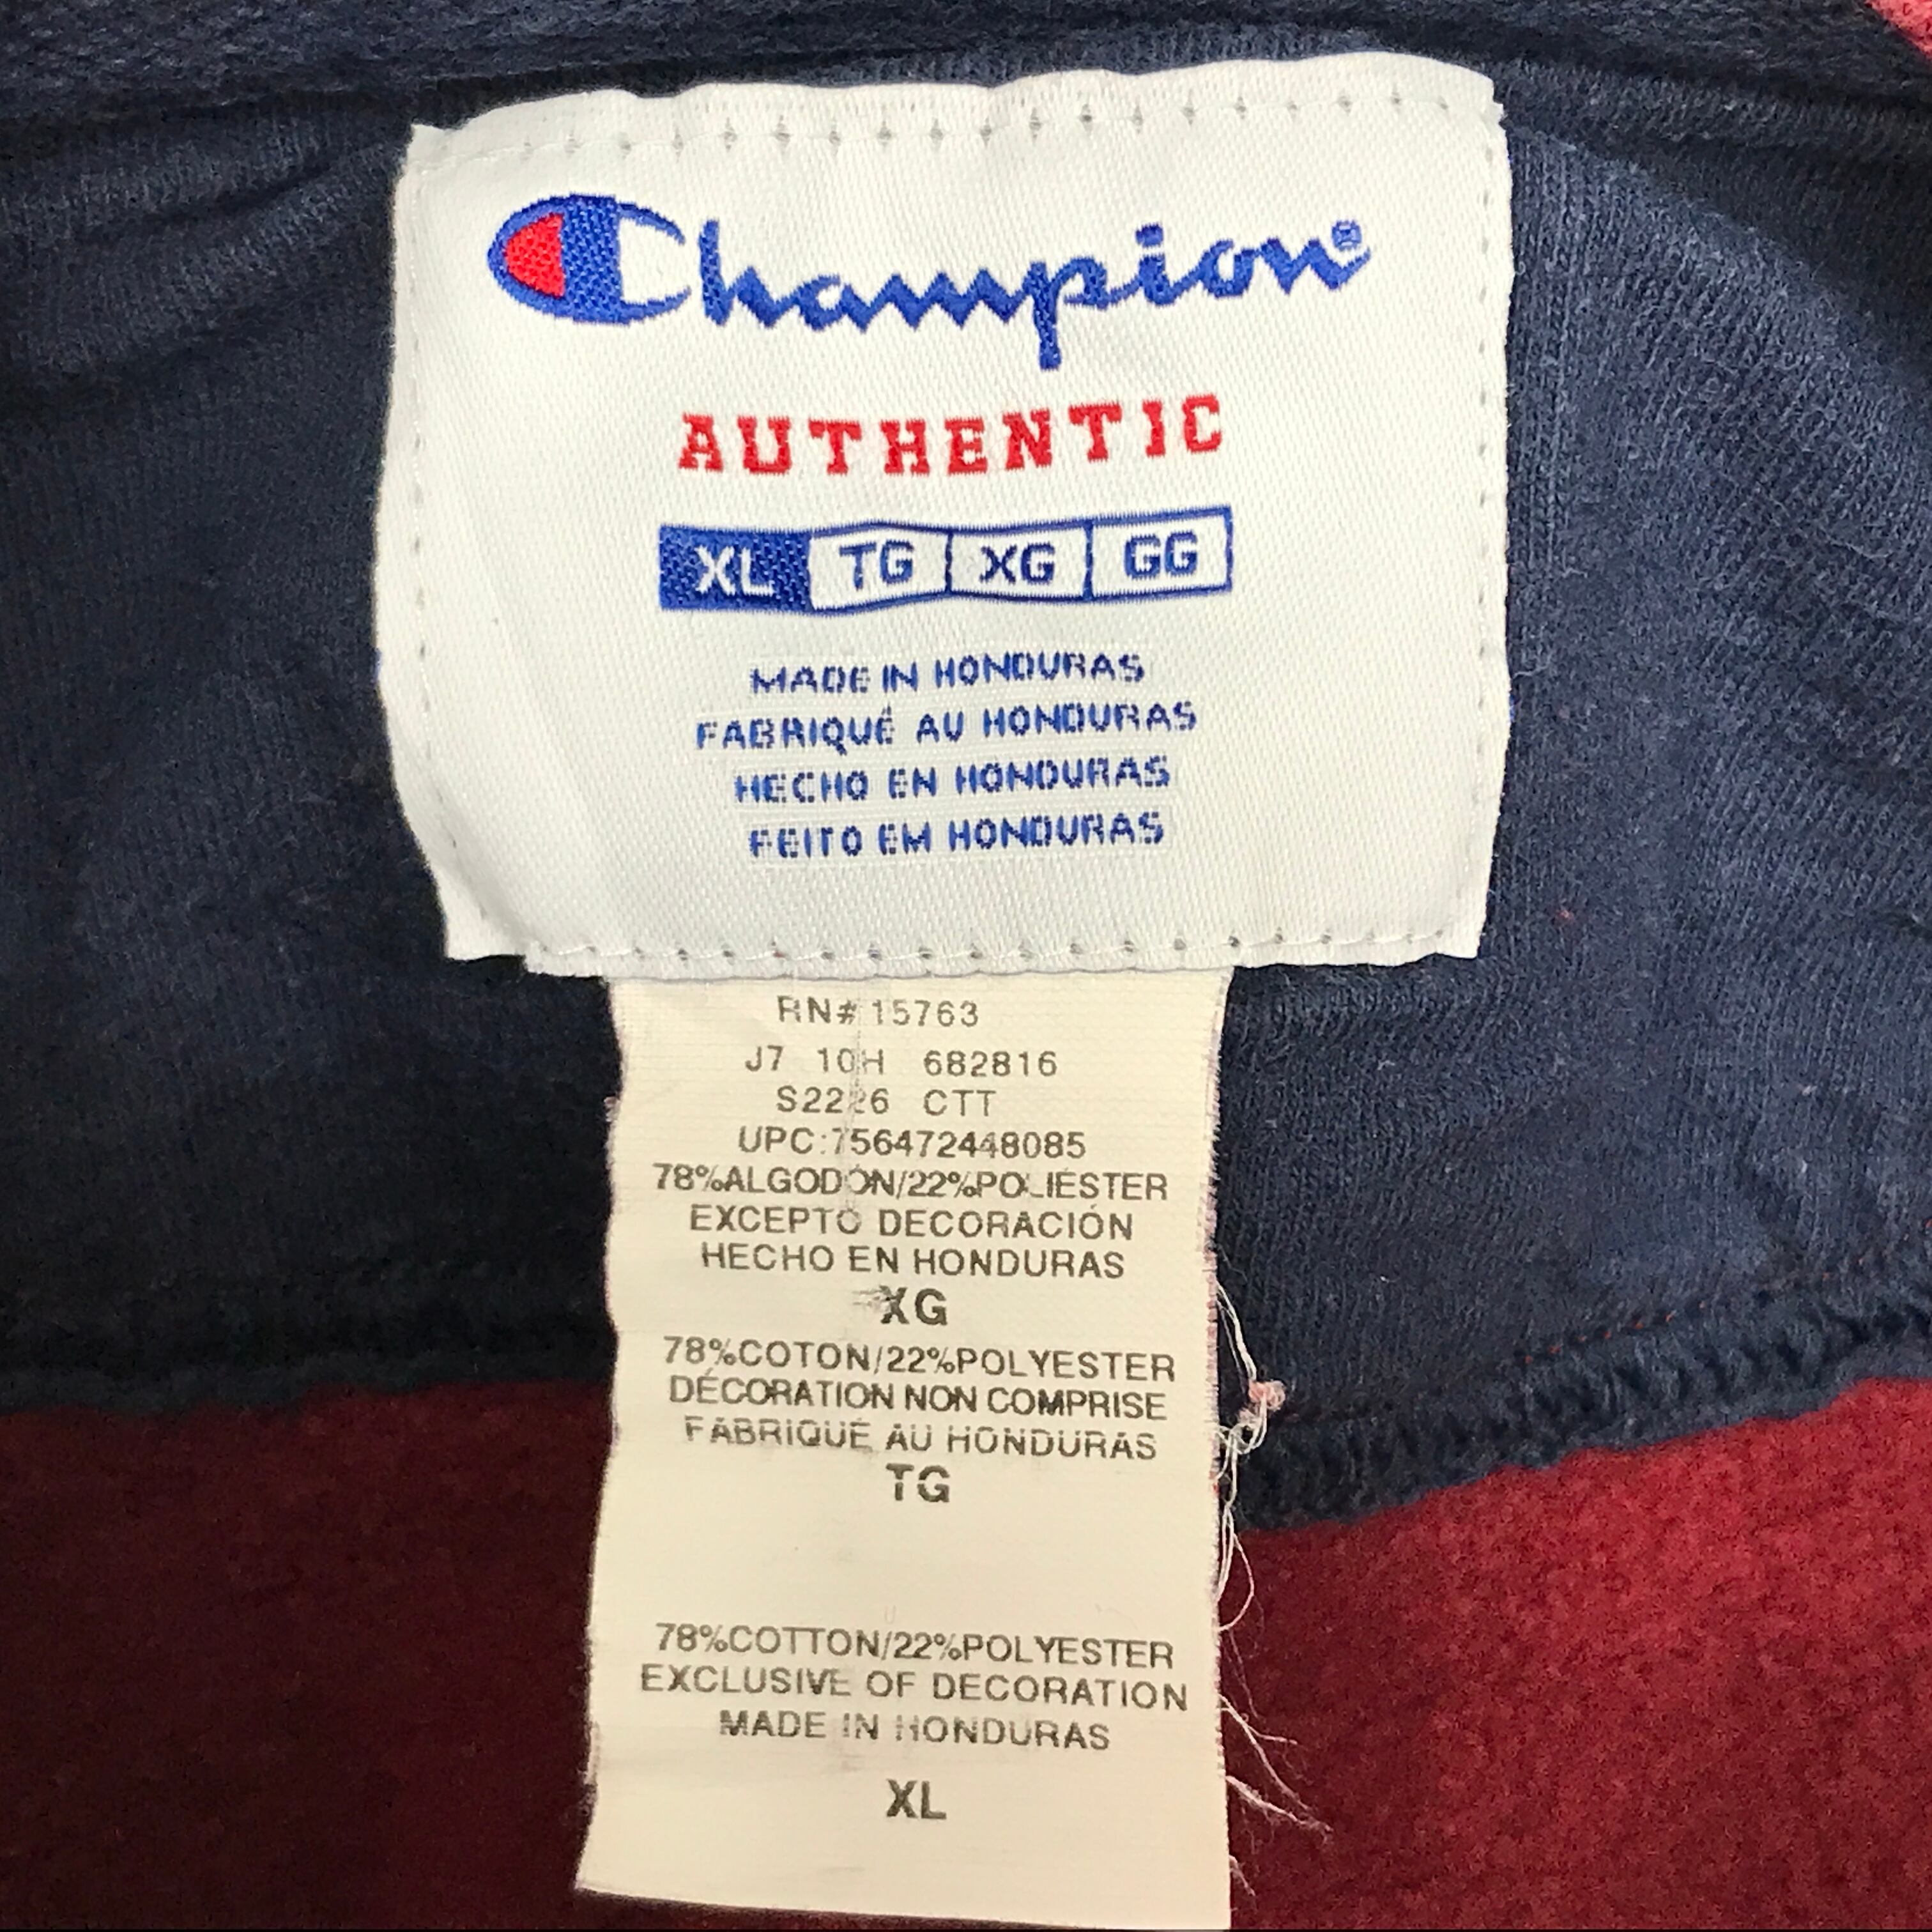 Champion®
AUTHENTIC
XL TG XG GG
MADE IN HONDURAS
FABRIQUÉ AU HONDURAS
HECHO EN HONDURAS
FEITO EM HONDURAS
RN# 15763
J7 10H 682816
S2226 CTT
UPC:756472448085
78%ALGODÓN/22%POLIÉSTER
EXCEPTO DECORACIÓN
HECHO EN HONDURAS
XG
78%COTON/22%POLYESTER
DÉCORATION NON COMPRISE
FABRIQUÉ AU HONDURAS
TG
78%COTTON/22%POLYESTER
EXCLUSIVE OF DECORATION
MADE IN HONDURAS
XL